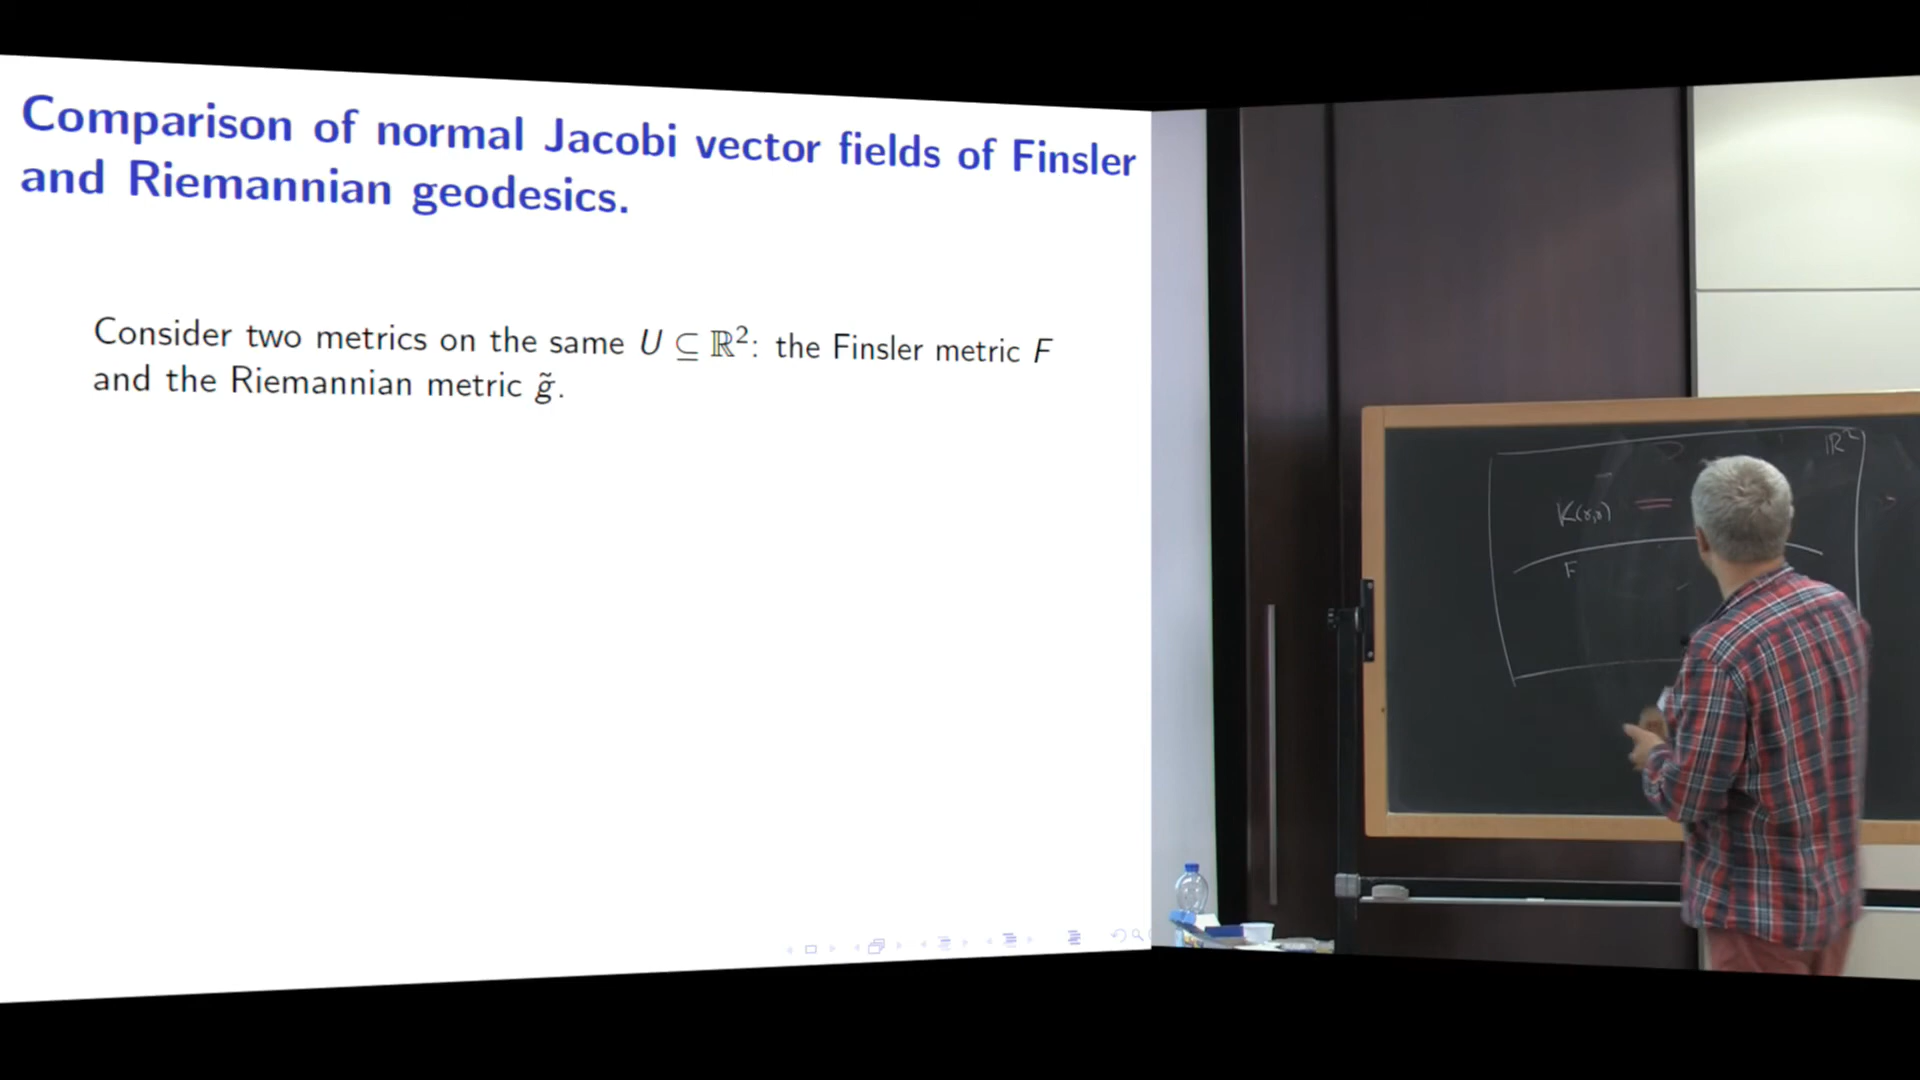 Comparison of normal Jacobi vector fields of Finsler
and Riemannian geodesics.
Consider two metrics on the same U ⊆ ℝ²: the Finsler metric F
and the Riemannian metric g̃.
ℝ²
K(x,y) =
F